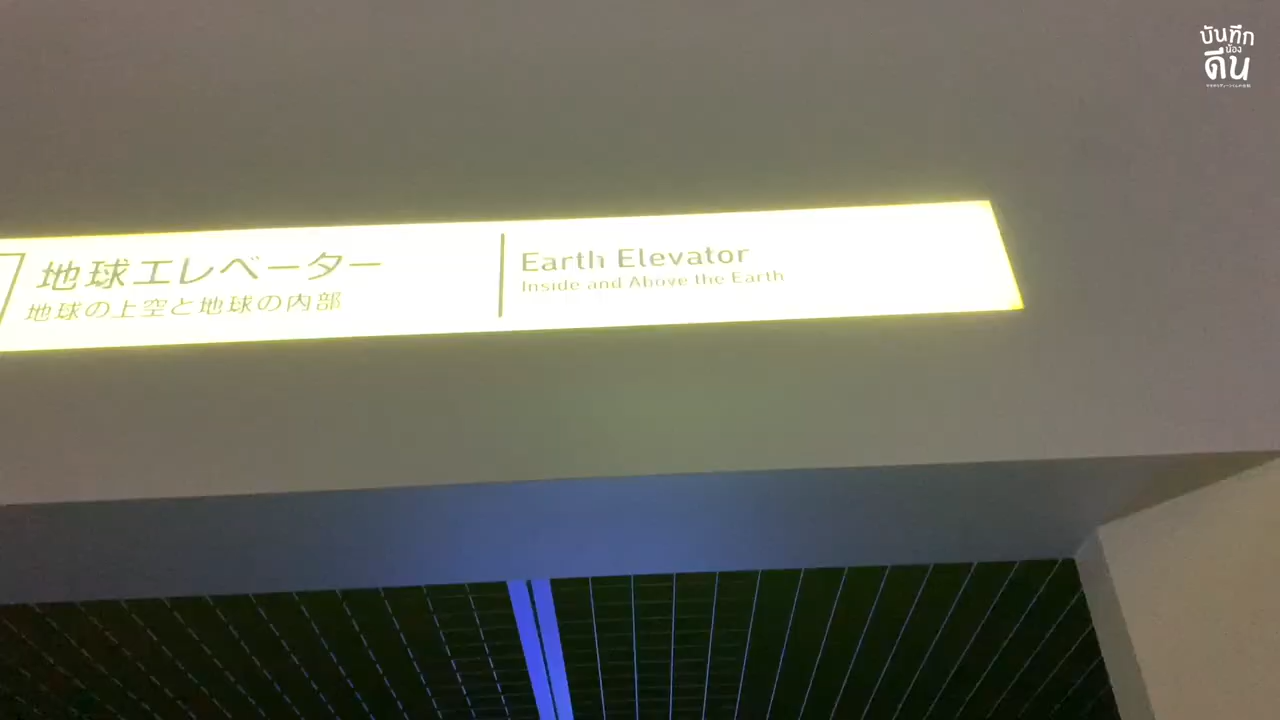 地球エレベーター
地球の上空と地球の内部
Earth Elevator
Inside and Above the Earth
บันทึก
น้อง
ดีน